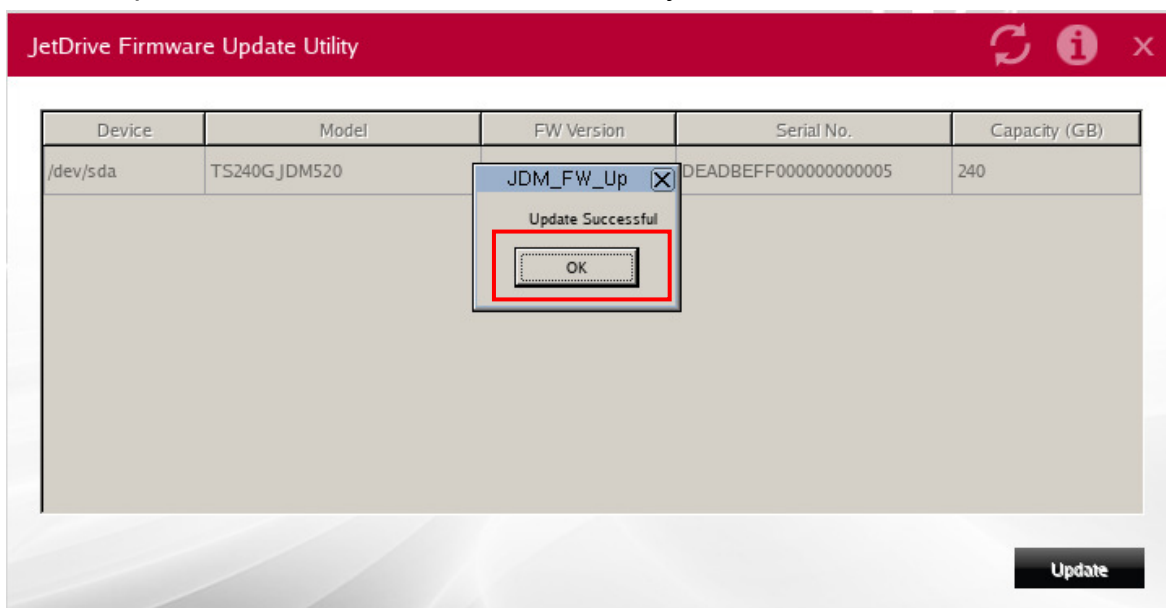 JetDrive Firmware Update Utility
Device Model FW Version Serial No. Capacity (GB)
/dev/sda TS240GJDM520 DEADBEFF000000000005 240
JDM_FW_Up
Update Successful
OK
Update